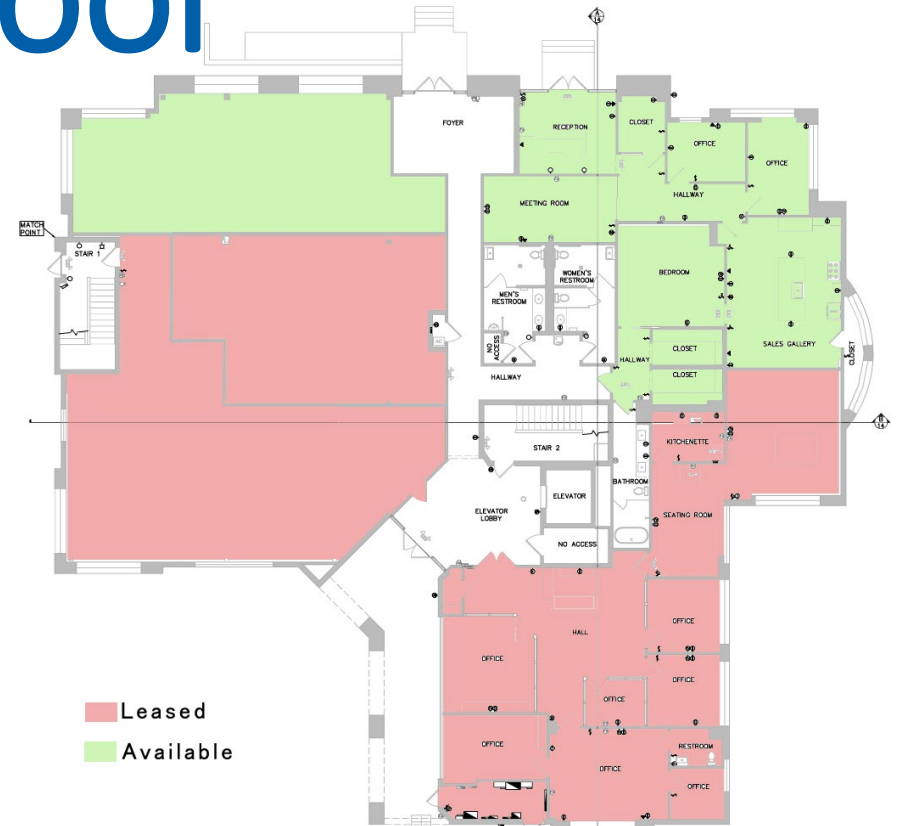 FOYER
RECEPTION
CLOSET
OFFICE
OFFICE
HALLWAY
MEETING ROOM
MATCH
POINT
STAIR 1
WOMEN'S
RESTROOM
MEN'S
RESTROOM
BEDROOM
NO
ACCESS
HALLWAY
CLOSET
SALES GALLERY
CLOSET
HALLWAY
CLOSET
KITCHENETTE
STAIR 2
BATHROOM
ELEVATOR
ELEVATOR
LOBBY
SEATING ROOM
NO ACCESS
HALL
OFFICE
OFFICE
OFFICE
OFFICE
Leased
OFFICE
RESTROOM
Available
OFFICE
OFFICE